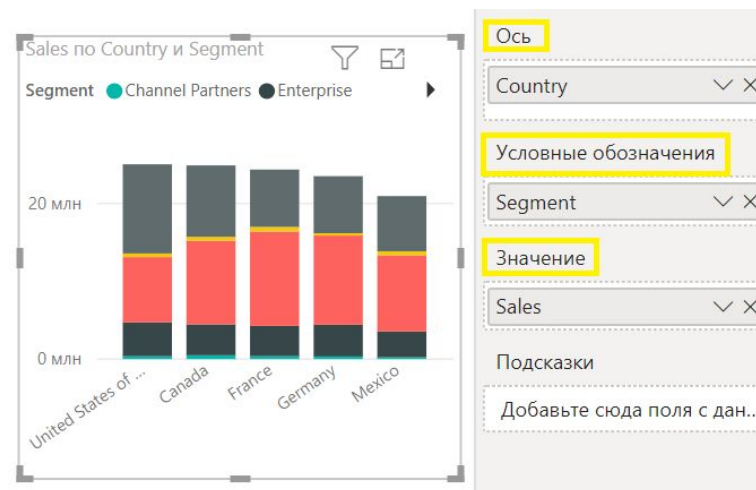 Sales по Country и Segment
Segment Channel Partners Enterprise
20 млн
0 млн
United States of ...
Canada
France
Germany
Mexico
Ось
Country
Условные обозначения
Segment
Значение
Sales
Подсказки
Добавьте сюда поля с дан...